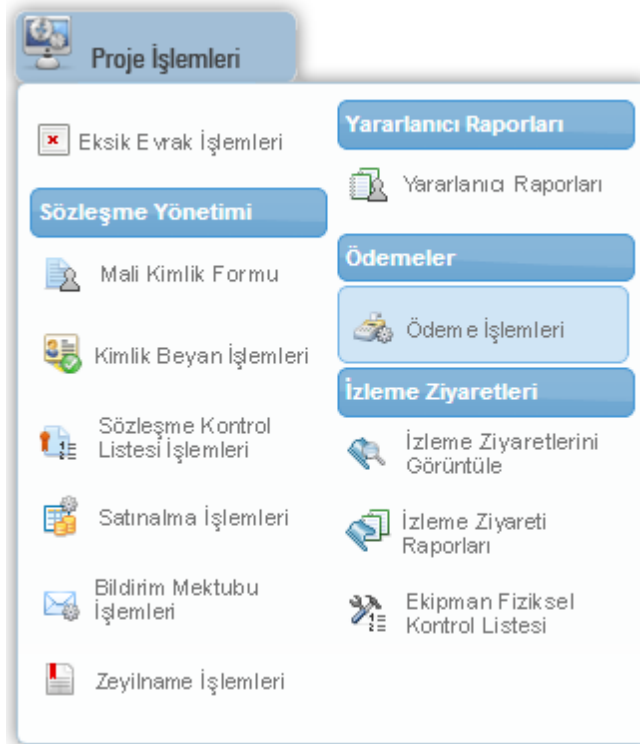 Proje İşlemleri
Eksik Evrak İşlemleri
Sözleşme Yönetimi
Mali Kimlik Formu
Kimlik Beyan İşlemleri
Sözleşme Kontrol
Listesi İşlemleri
Satınalma İşlemleri
Bildirim Mektubu
İşlemleri
Zeyilname İşlemleri
Yararlanıcı Raporları
Yararlanıcı Raporları
Ödemeler
Ödeme İşlemleri
İzleme Ziyaretleri
İzleme Ziyaretlerini
Görüntüle
İzleme Ziyareti
Raporları
Ekipman Fiziksel
Kontrol Listesi